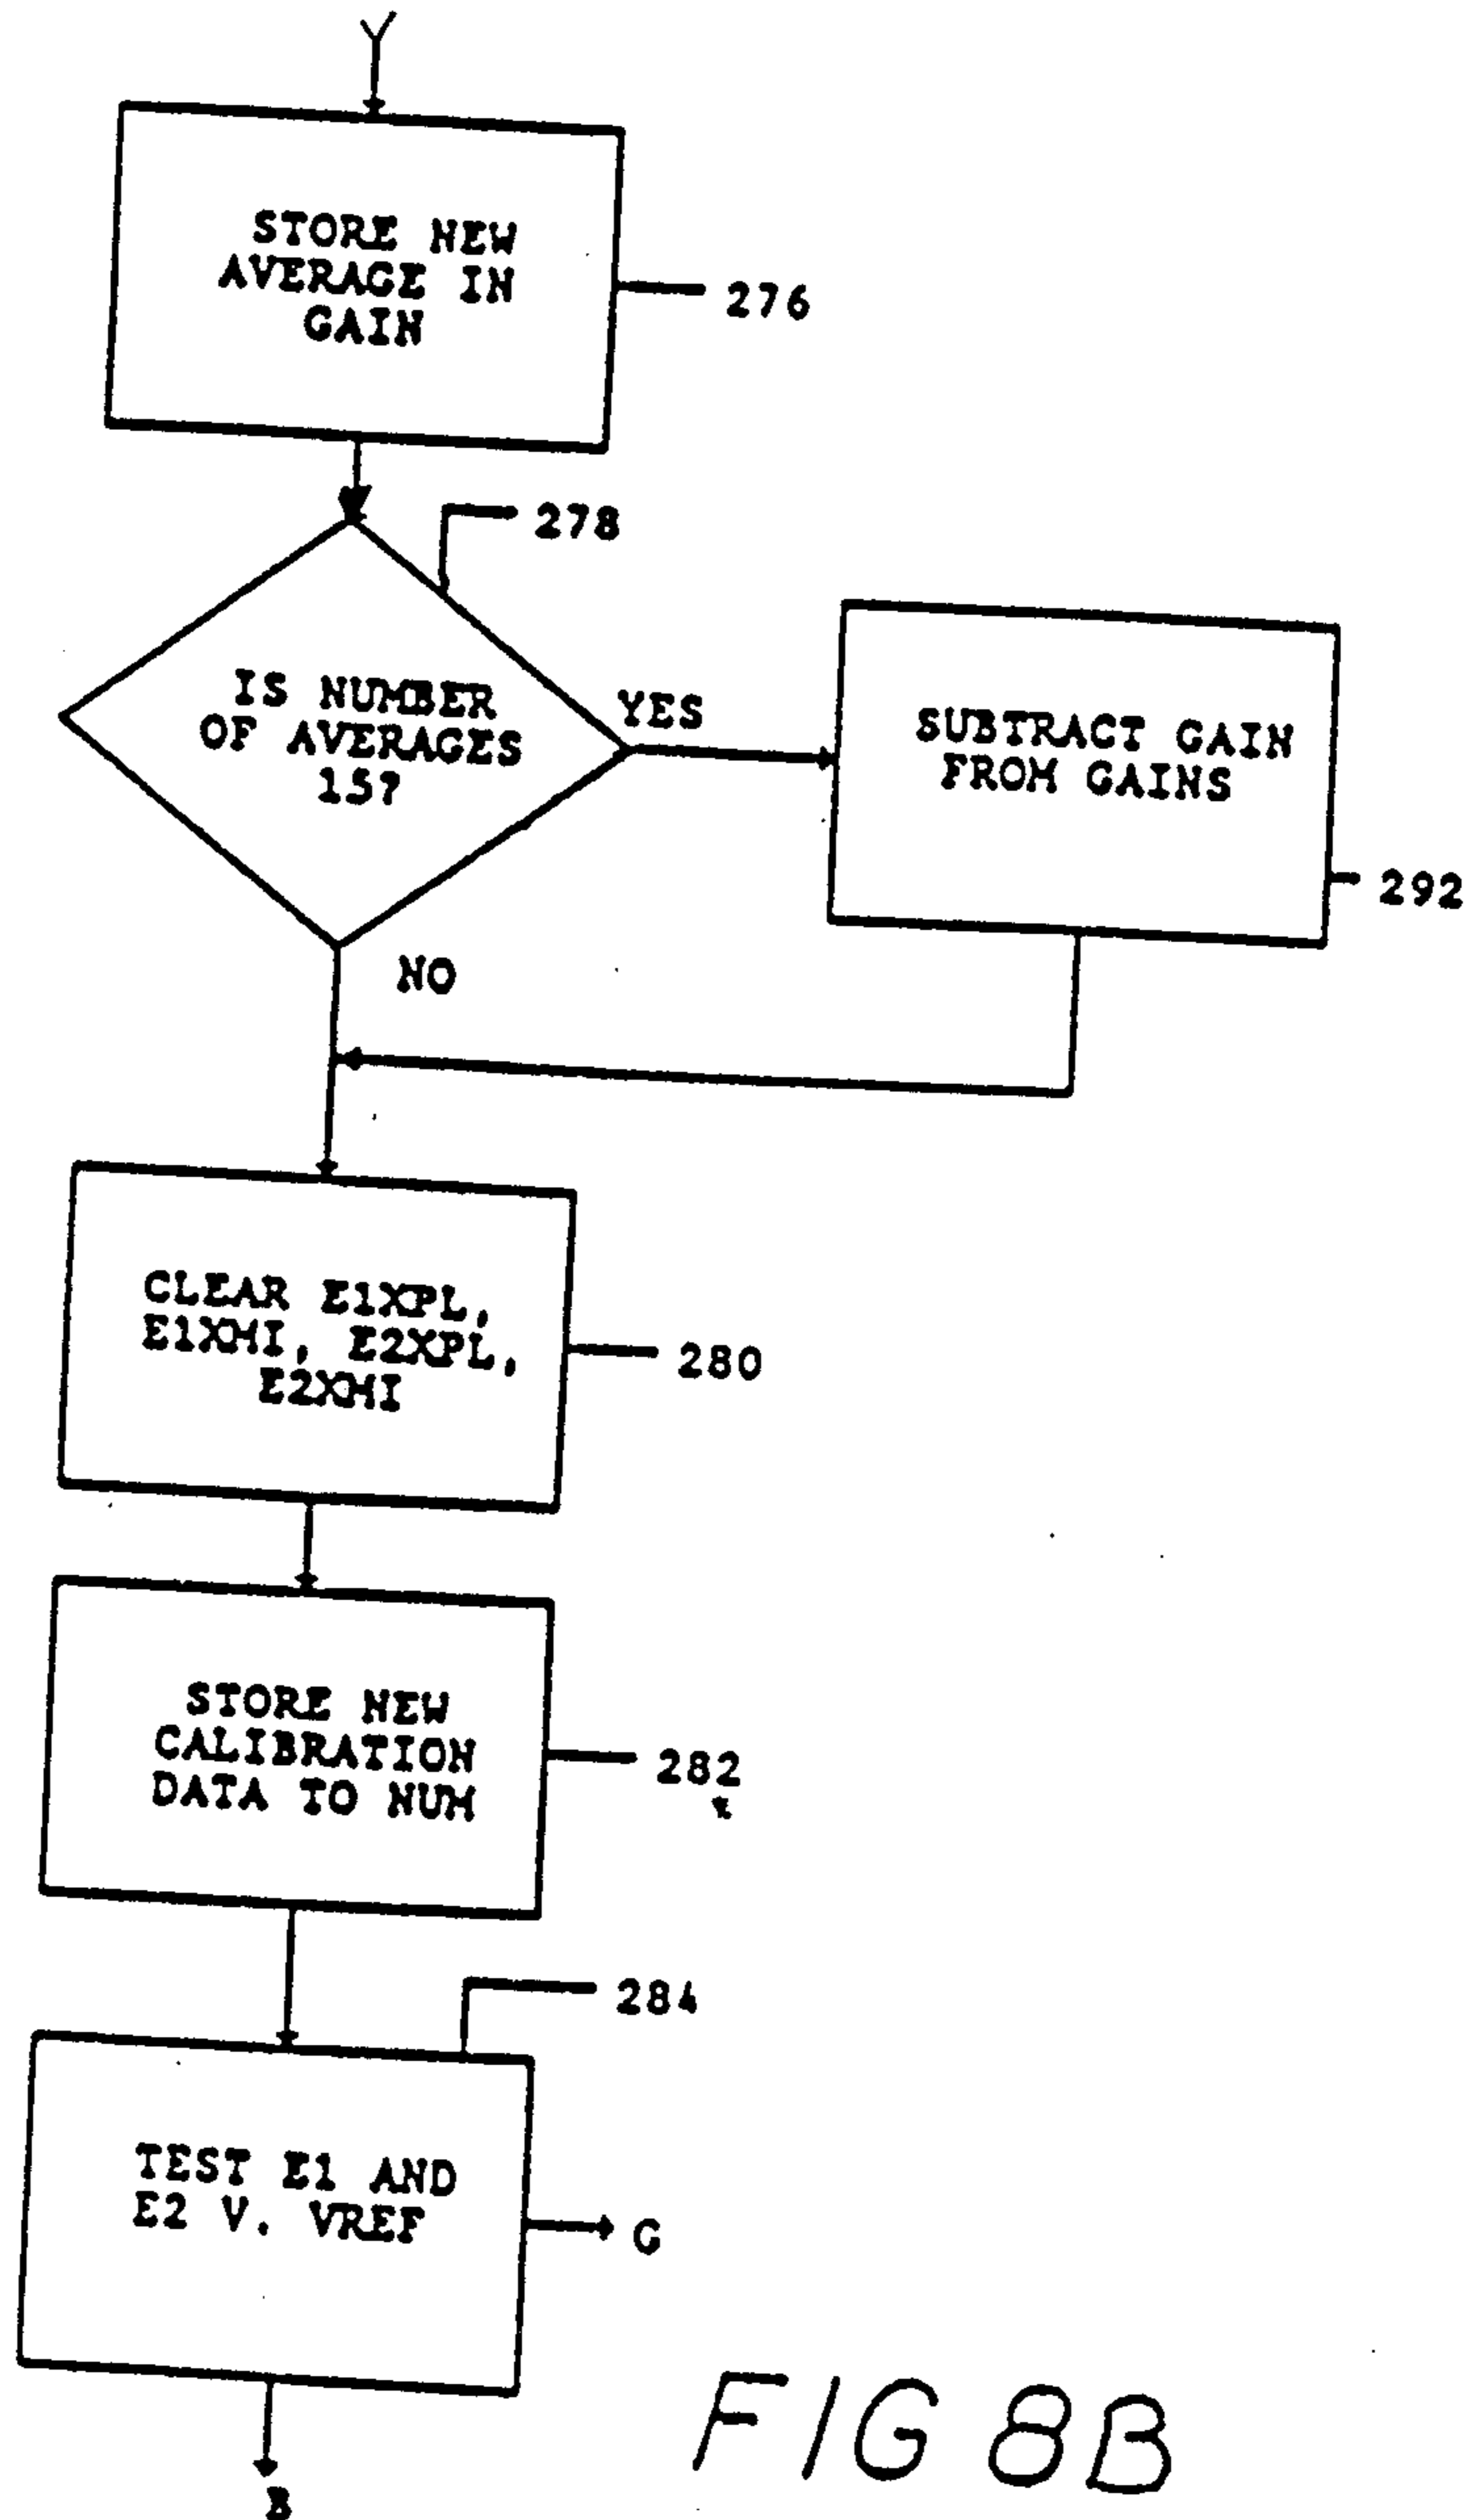 Y
STORE NEW
AVERAGE IN
GAIN
276
278
IS NUMBER
OF AVERAGES
15?
YES
SUBTRACT GAIN
FROM GAINS
292
NO
CLEAR E1XPL,
E1XMI, E2XPL,
E2XMI
280
STORE NEW
CALIBRATION
DATA TO NUM
282
284
TEST E1 AND
E2 V. VREF
C
FIG 8B